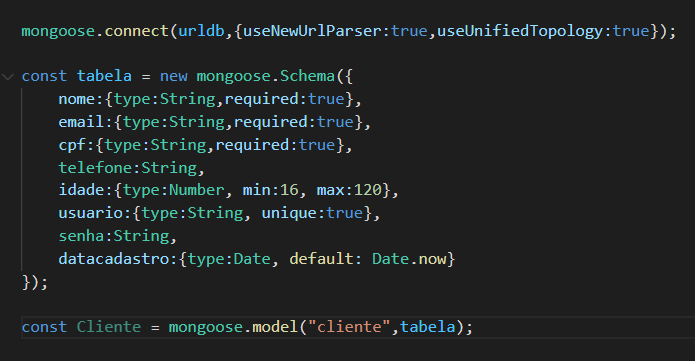 mongoose.connect(urldb,{useNewUrlParser:true,useUnifiedTopology:true});
const tabela = new mongoose.Schema({
nome:{type:String,required:true},
email:{type:String,required:true},
cpf:{type:String,required:true},
telefone:String,
idade:{type:Number, min:16, max:120},
usuario:{type:String, unique:true},
senha:String,
datacadastro:{type:Date, default: Date.now}
});
const Cliente = mongoose.model("cliente",tabela);